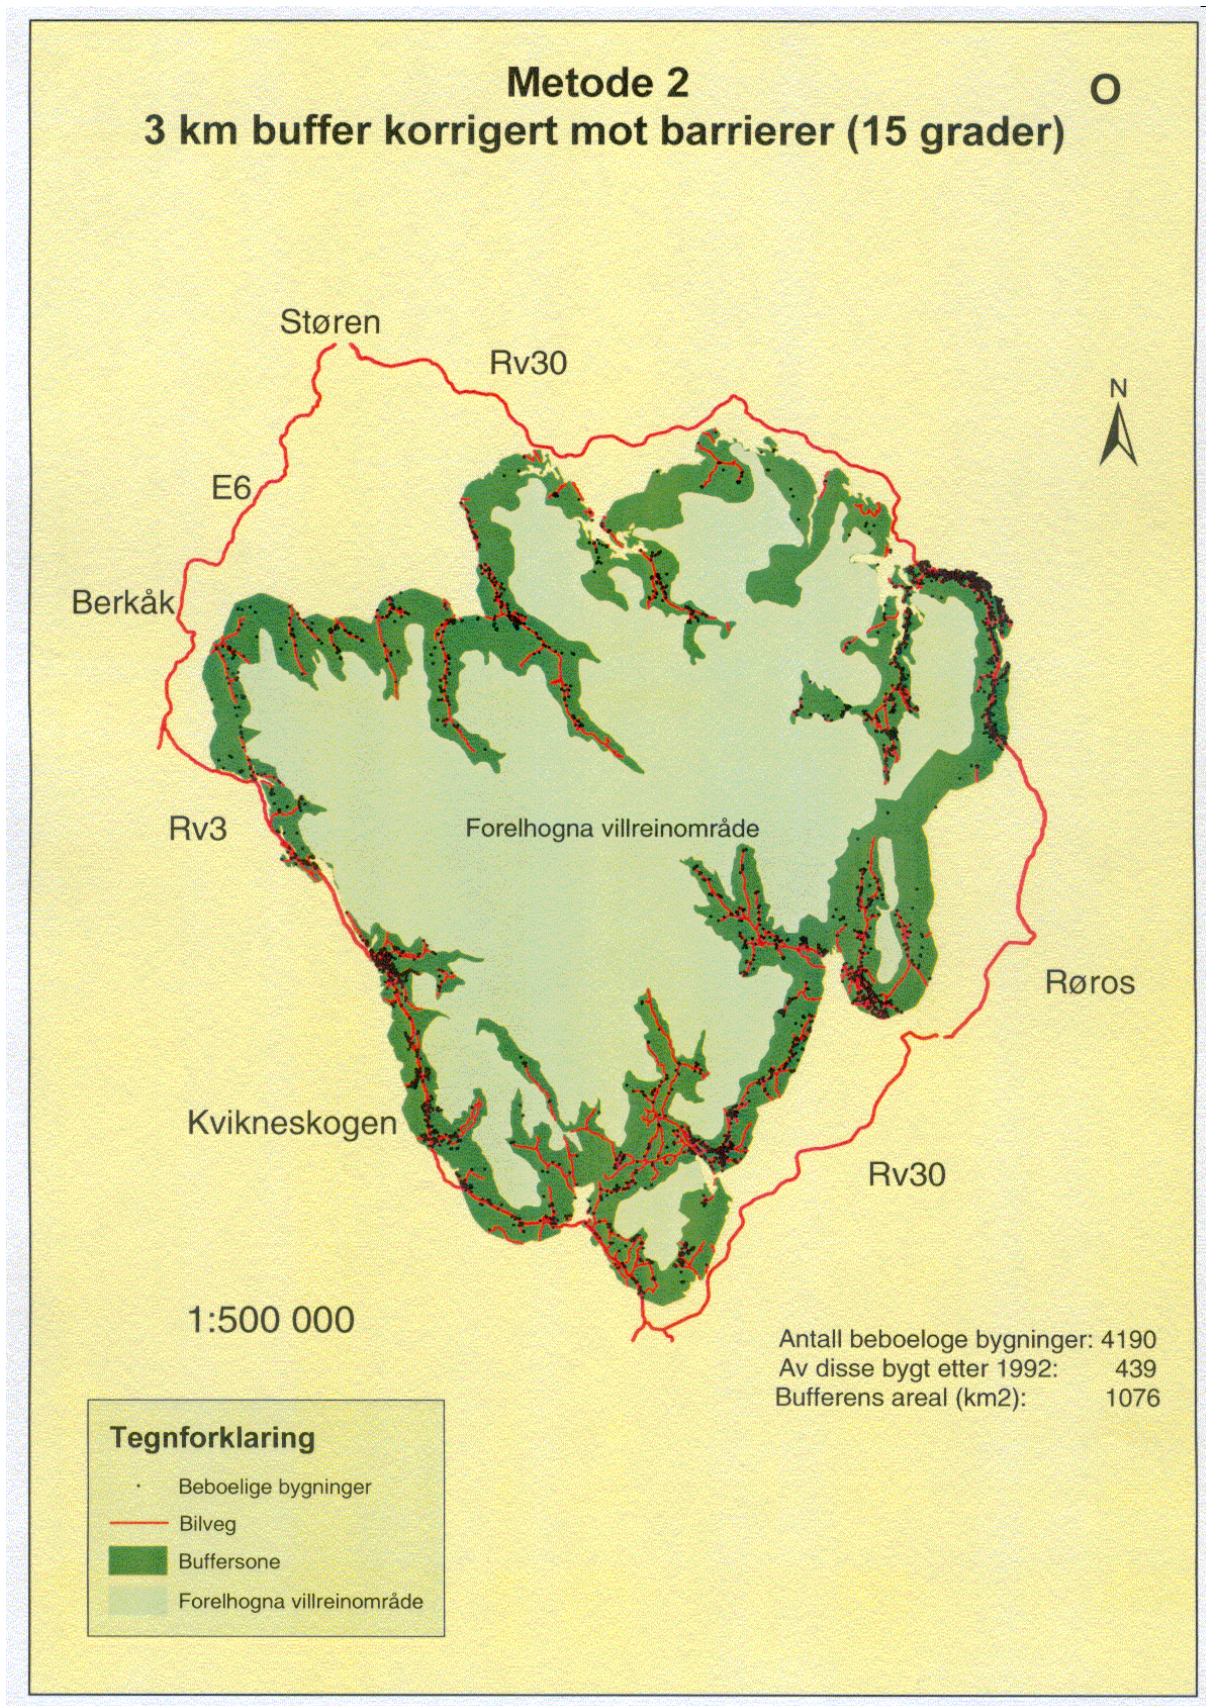 Metode 2
O
3 km buffer korrigert mot barrierer (15 grader)
Støren
Rv30
N
E6
Berkåk
Rv3
Forelhogna villreinområde
Røros
Kvikneskogen
Rv30
1:500 000
Antall beboeloge bygninger: 4190
Av disse bygt etter 1992: 439
Bufferens areal (km2): 1076
Tegnforklaring
Beboelige bygninger
Bilveg
Buffersone
Forelhogna villreinområde